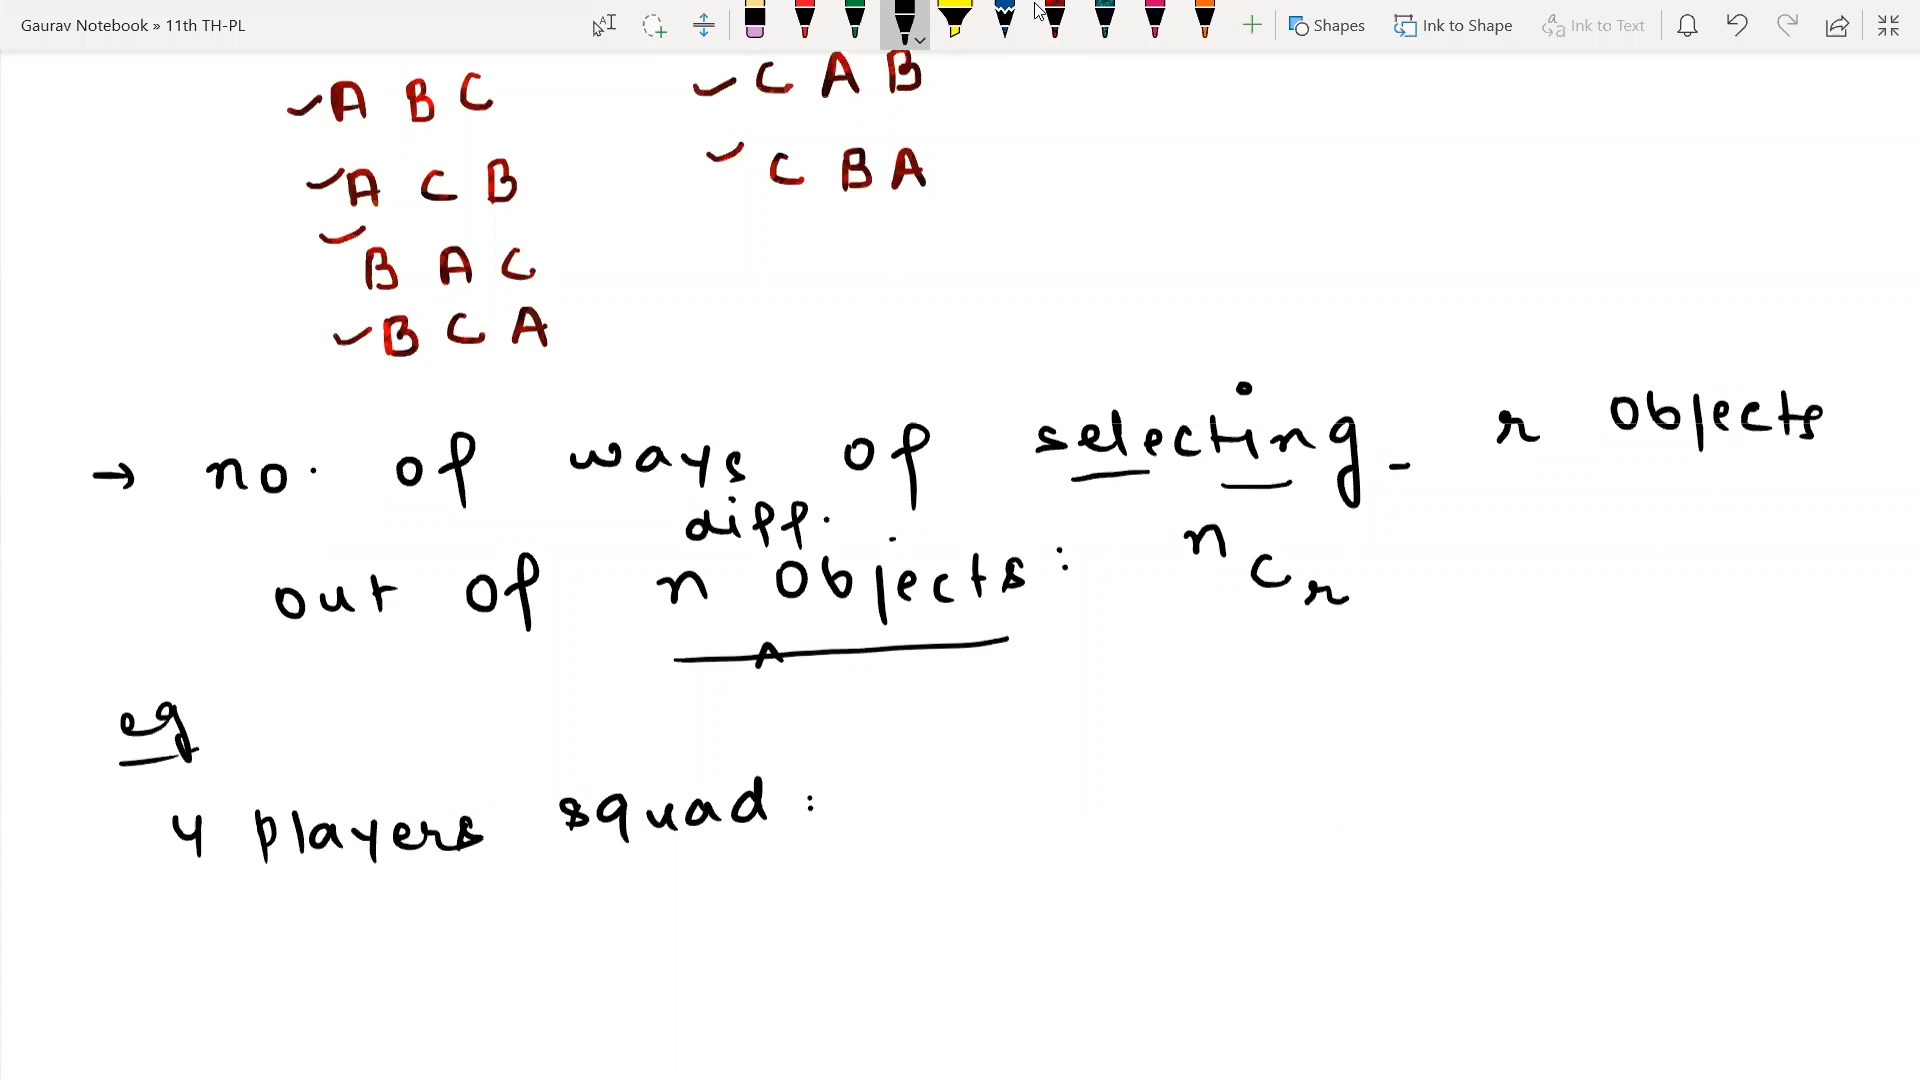 Gaurav Notebook » 11th TH-PL
Shapes
Ink to Shape
Ink to Text
A B C
A C B
B A C
B C A
C A B
C B A
→ no. of ways of selecting r objects
diff.
out of n objects : nCr
eg
4 players squad :